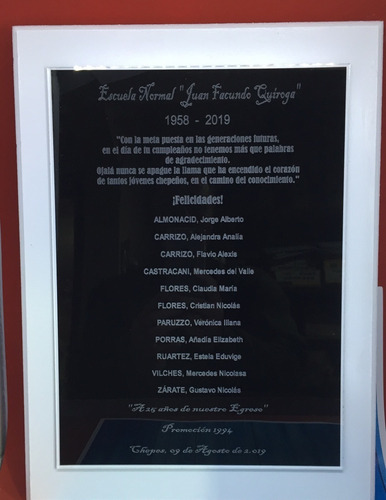 Escuela Normal "Juan Facundo Quiroga"
1958 - 2019
"Con la meta puesta en las generaciones futuras,
en el día de tu cumpleaños no tenemos más que palabras
de agradecimiento.
Ojalá nunca se apague la llama que ha encendido el corazón
de tantos jóvenes chepeños, en el camino del conocimiento."
¡Felicidades!
ALMONACID, Jorge Alberto
CARRIZO, Alejandra Analía
CARRIZO, Flavio Alexis
CASTRACANI, Mercedes del Valle
FLORES, Claudia María
FLORES, Cristian Nicolás
PARUZZO, Verónica Iliana
PORRAS, Añadia Elizabeth
RUARTEZ, Estela Eduvige
VILCHES, Mercedes Nicolasa
ZÁRATE, Gustavo Nicolás
"A 25 años de nuestro Egreso"
Promoción 1994
Chepes, 09 de Agosto de 2.019